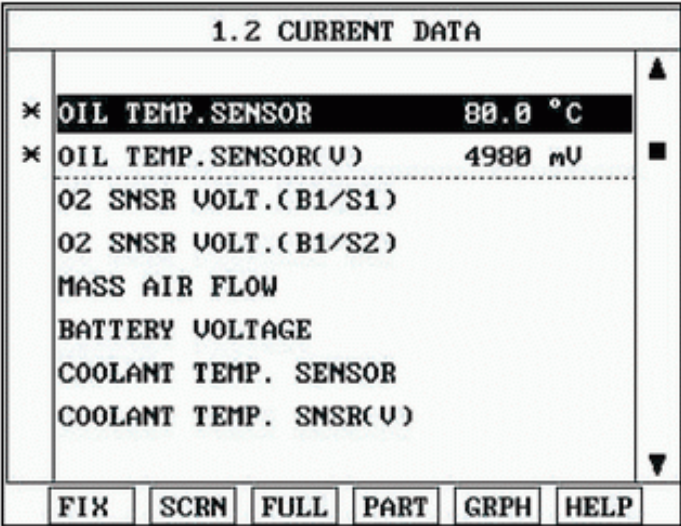 1.2 CURRENT DATA
* OIL TEMP.SENSOR 80.0 °C
* OIL TEMP.SENSOR(V) 4980 mV
O2 SNSR VOLT.(B1/S1)
O2 SNSR VOLT.(B1/S2)
MASS AIR FLOW
BATTERY VOLTAGE
COOLANT TEMP. SENSOR
COOLANT TEMP. SNSR(V)
FIX SCRN FULL PART GRPH HELP